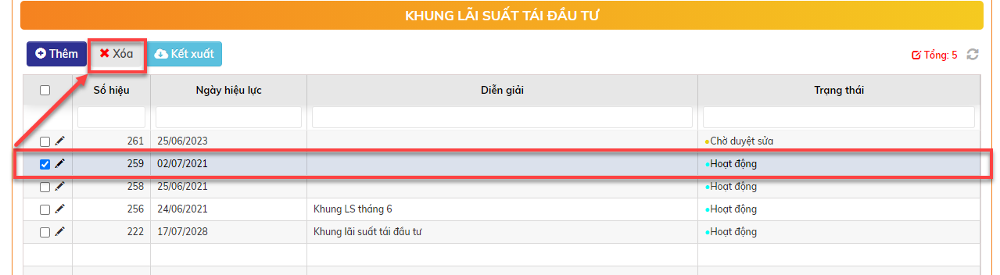 KHUNG LÃI SUẤT TÁI ĐẦU TƯ
Thêm Xóa Kết xuất Tổng: 5
Số hiệu Ngày hiệu lực Diễn giải Trạng thái
261 25/06/2023 Chờ duyệt sửa
259 02/07/2021 Hoạt động
258 25/06/2021 Hoạt động
256 24/06/2021 Khung LS tháng 6 Hoạt động
222 17/07/2028 Khung lãi suất tái đầu tư Hoạt động